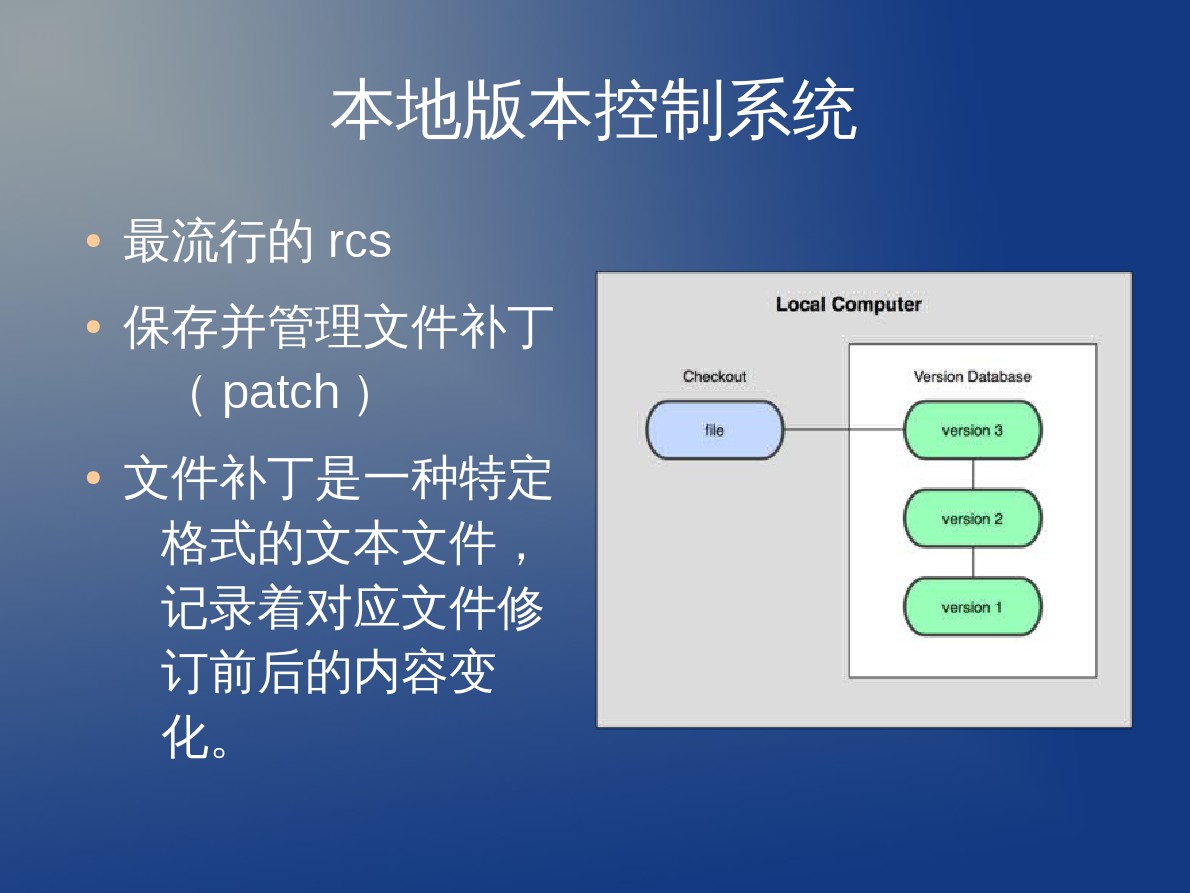 本地版本控制系统
• 最流行的 rcs
• 保存并管理文件补丁
（ patch ）
• 文件补丁是一种特定
格式的文本文件，
记录着对应文件修
订前后的内容变
化。
Local Computer
Checkout
Version Database
file
version 3
version 2
version 1